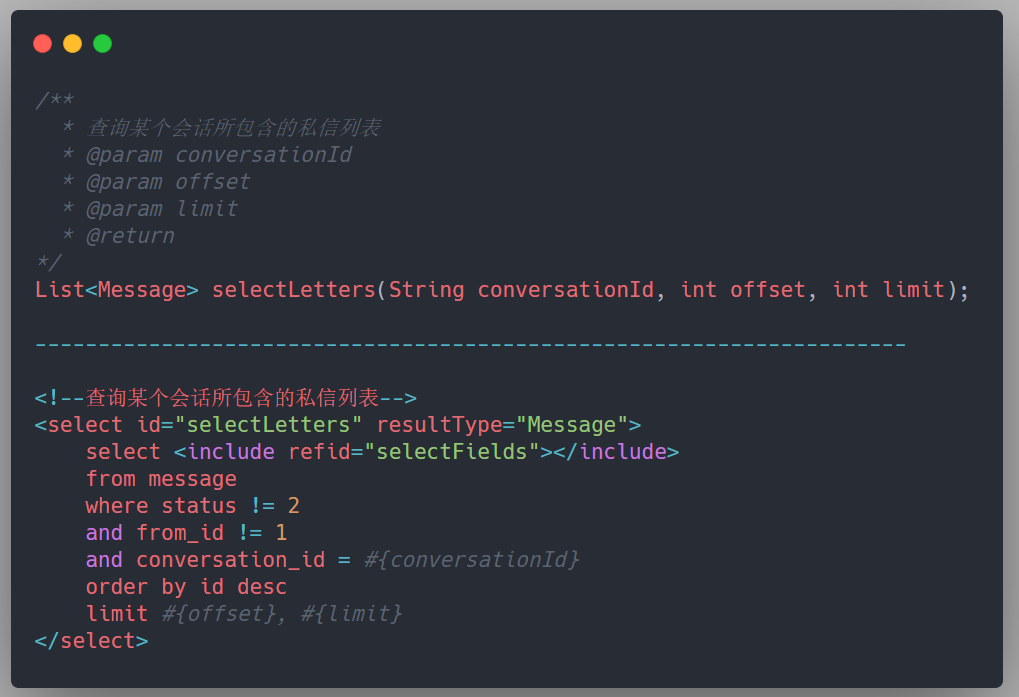 /**
  * 查询某个会话所包含的私信列表
  * @param conversationId
  * @param offset
  * @param limit
  * @return
*/
List<Message> selectLetters(String conversationId, int offset, int limit);
---------------------------------------------------------------------
<!--查询某个会话所包含的私信列表-->
<select id="selectLetters" resultType="Message">
    select <include refid="selectFields"></include>
    from message
    where status != 2
    and from_id != 1
    and conversation_id = #{conversationId}
    order by id desc
    limit #{offset}, #{limit}
</select>